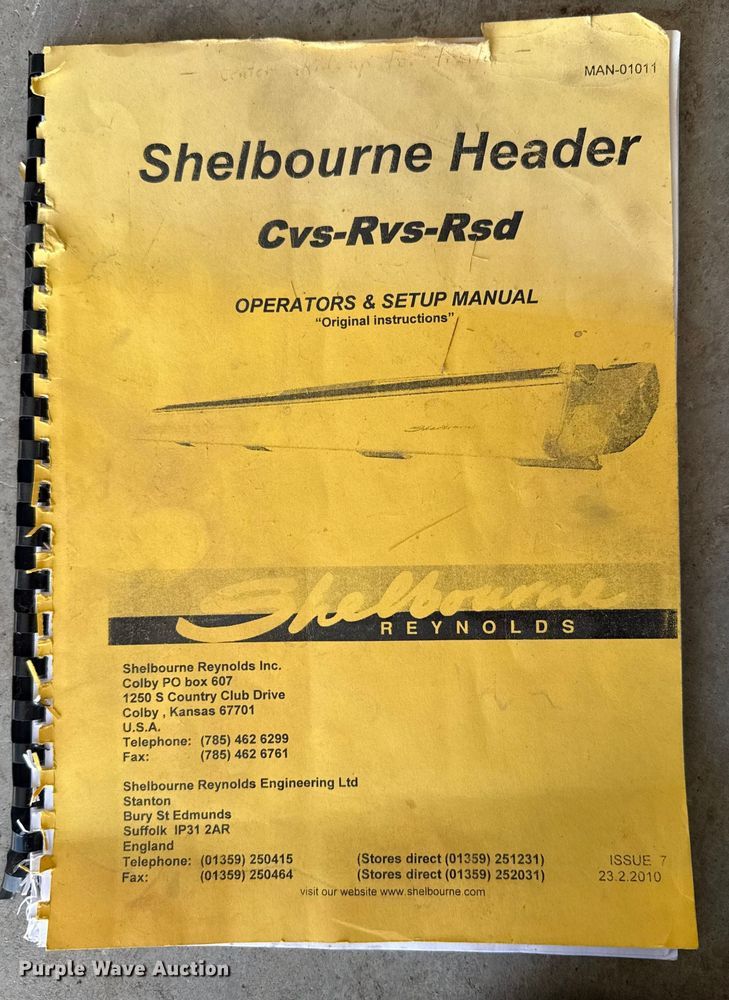 MAN-01011
Shelbourne Header
Cvs-Rvs-Rsd
OPERATORS & SETUP MANUAL
"Original instructions"
Shelbourne
Shelbourne
REYNOLDS
Shelbourne Reynolds Inc.
Colby PO box 607
1250 S Country Club Drive
Colby , Kansas 67701
U.S.A.
Telephone: (785) 462 6299
Fax: (785) 462 6761
Shelbourne Reynolds Engineering Ltd
Stanton
Bury St Edmunds
Suffolk IP31 2AR
England
Telephone: (01359) 250415 (Stores direct (01359) 251231)
Fax: (01359) 250464 (Stores direct (01359) 252031)
ISSUE 7
23.2.2010
visit our website www.shelbourne.com
Purple Wave Auction